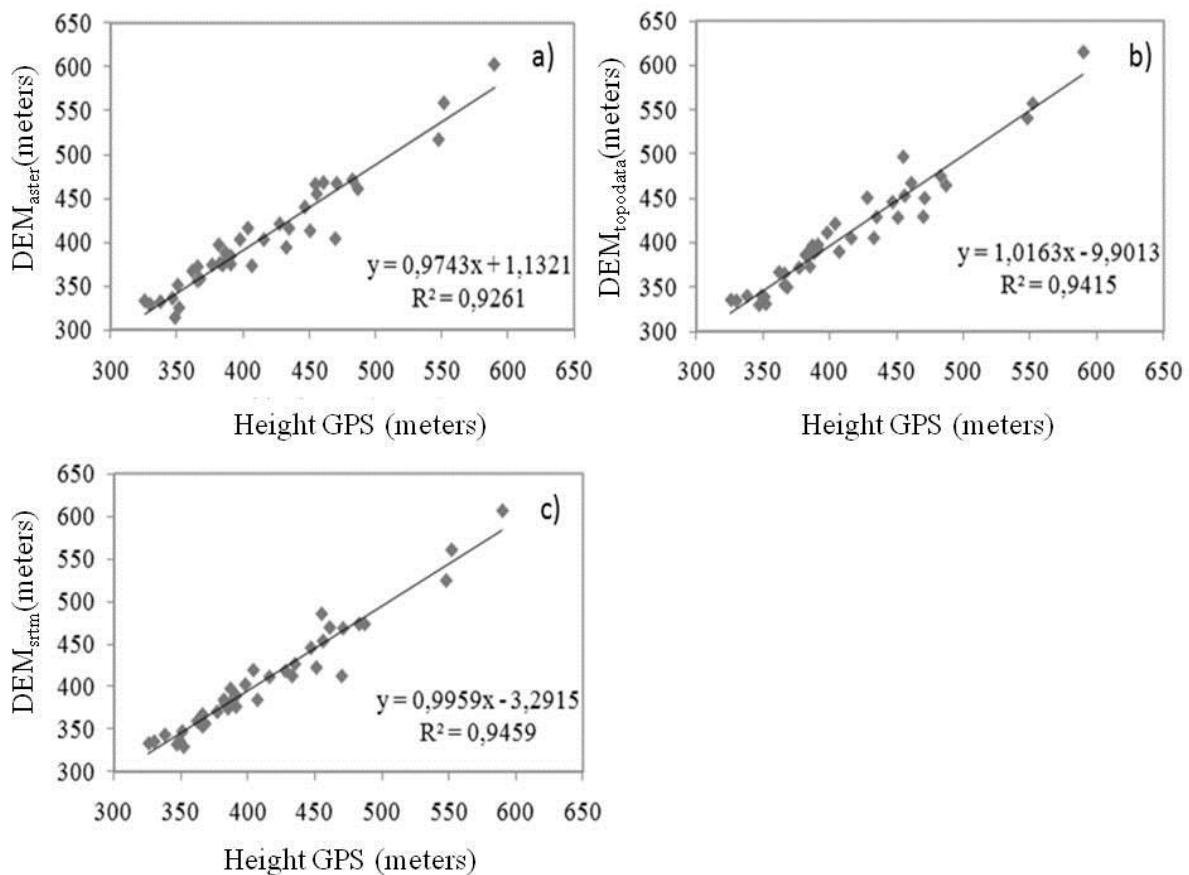 650
600
550
500
450
400
350
300
DEMaster(meters)
a)
y = 0,9743x + 1,1321
R² = 0,9261
300 350 400 450 500 550 600 650
Height GPS (meters)
650
600
550
500
450
400
350
300
DEMtopodata(meters)
b)
y = 1,0163x - 9,9013
R² = 0,9415
300 350 400 450 500 550 600 650
Height GPS (meters)
650
600
550
500
450
400
350
300
DEMsrtm(meters)
c)
y = 0,9959x - 3,2915
R² = 0,9459
300 350 400 450 500 550 600 650
Height GPS (meters)